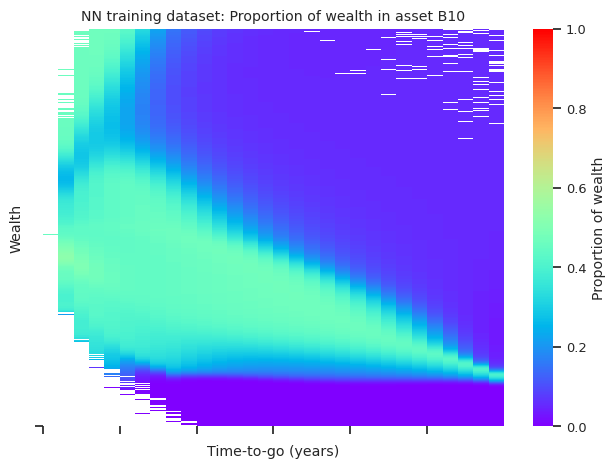 NN training dataset: Proportion of wealth in asset B10
Wealth
Time-to-go (years)
1.0
0.8
0.6
0.4
0.2
0.0
Proportion of wealth